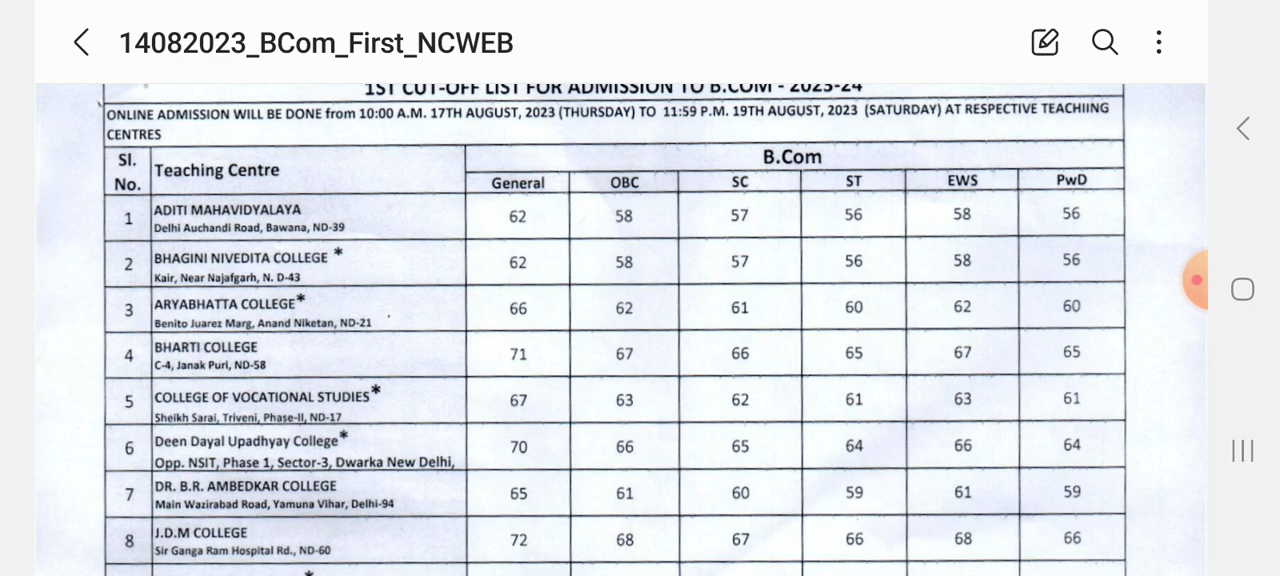 14082023_BCom_First_NCWEB
1ST CUT-OFF LIST FOR ADMISSION TO B.COM - 2023-24
ONLINE ADMISSION WILL BE DONE from 10:00 A.M. 17TH AUGUST, 2023 (THURSDAY) TO 11:59 P.M. 19TH AUGUST, 2023 (SATURDAY) AT RESPECTIVE TEACHIING
CENTRES
Sl. No. Teaching Centre B.Com
General OBC SC ST EWS PwD
1 ADITI MAHAVIDYALAYA 62 58 57 56 58 56
Delhi Auchandi Road, Bawana, ND-39
2 BHAGINI NIVEDITA COLLEGE * 62 58 57 56 58 56
Kair, Near Najafgarh, N. D-43
3 ARYABHATTA COLLEGE* 66 62 61 60 62 60
Benito Juarez Marg, Anand Niketan, ND-21
4 BHARTI COLLEGE 71 67 66 65 67 65
C-4, Janak Puri, ND-58
5 COLLEGE OF VOCATIONAL STUDIES* 67 63 62 61 63 61
Sheikh Sarai, Triveni, Phase-II, ND-17
6 Deen Dayal Upadhyay College* 70 66 65 64 66 64
Opp. NSIT, Phase 1, Sector-3, Dwarka New Delhi,
7 DR. B.R. AMBEDKAR COLLEGE 65 61 60 59 61 59
Main Wazirabad Road, Yamuna Vihar, Delhi-94
8 J.D.M COLLEGE 72 68 67 66 68 66
Sir Ganga Ram Hospital Rd., ND-60
*